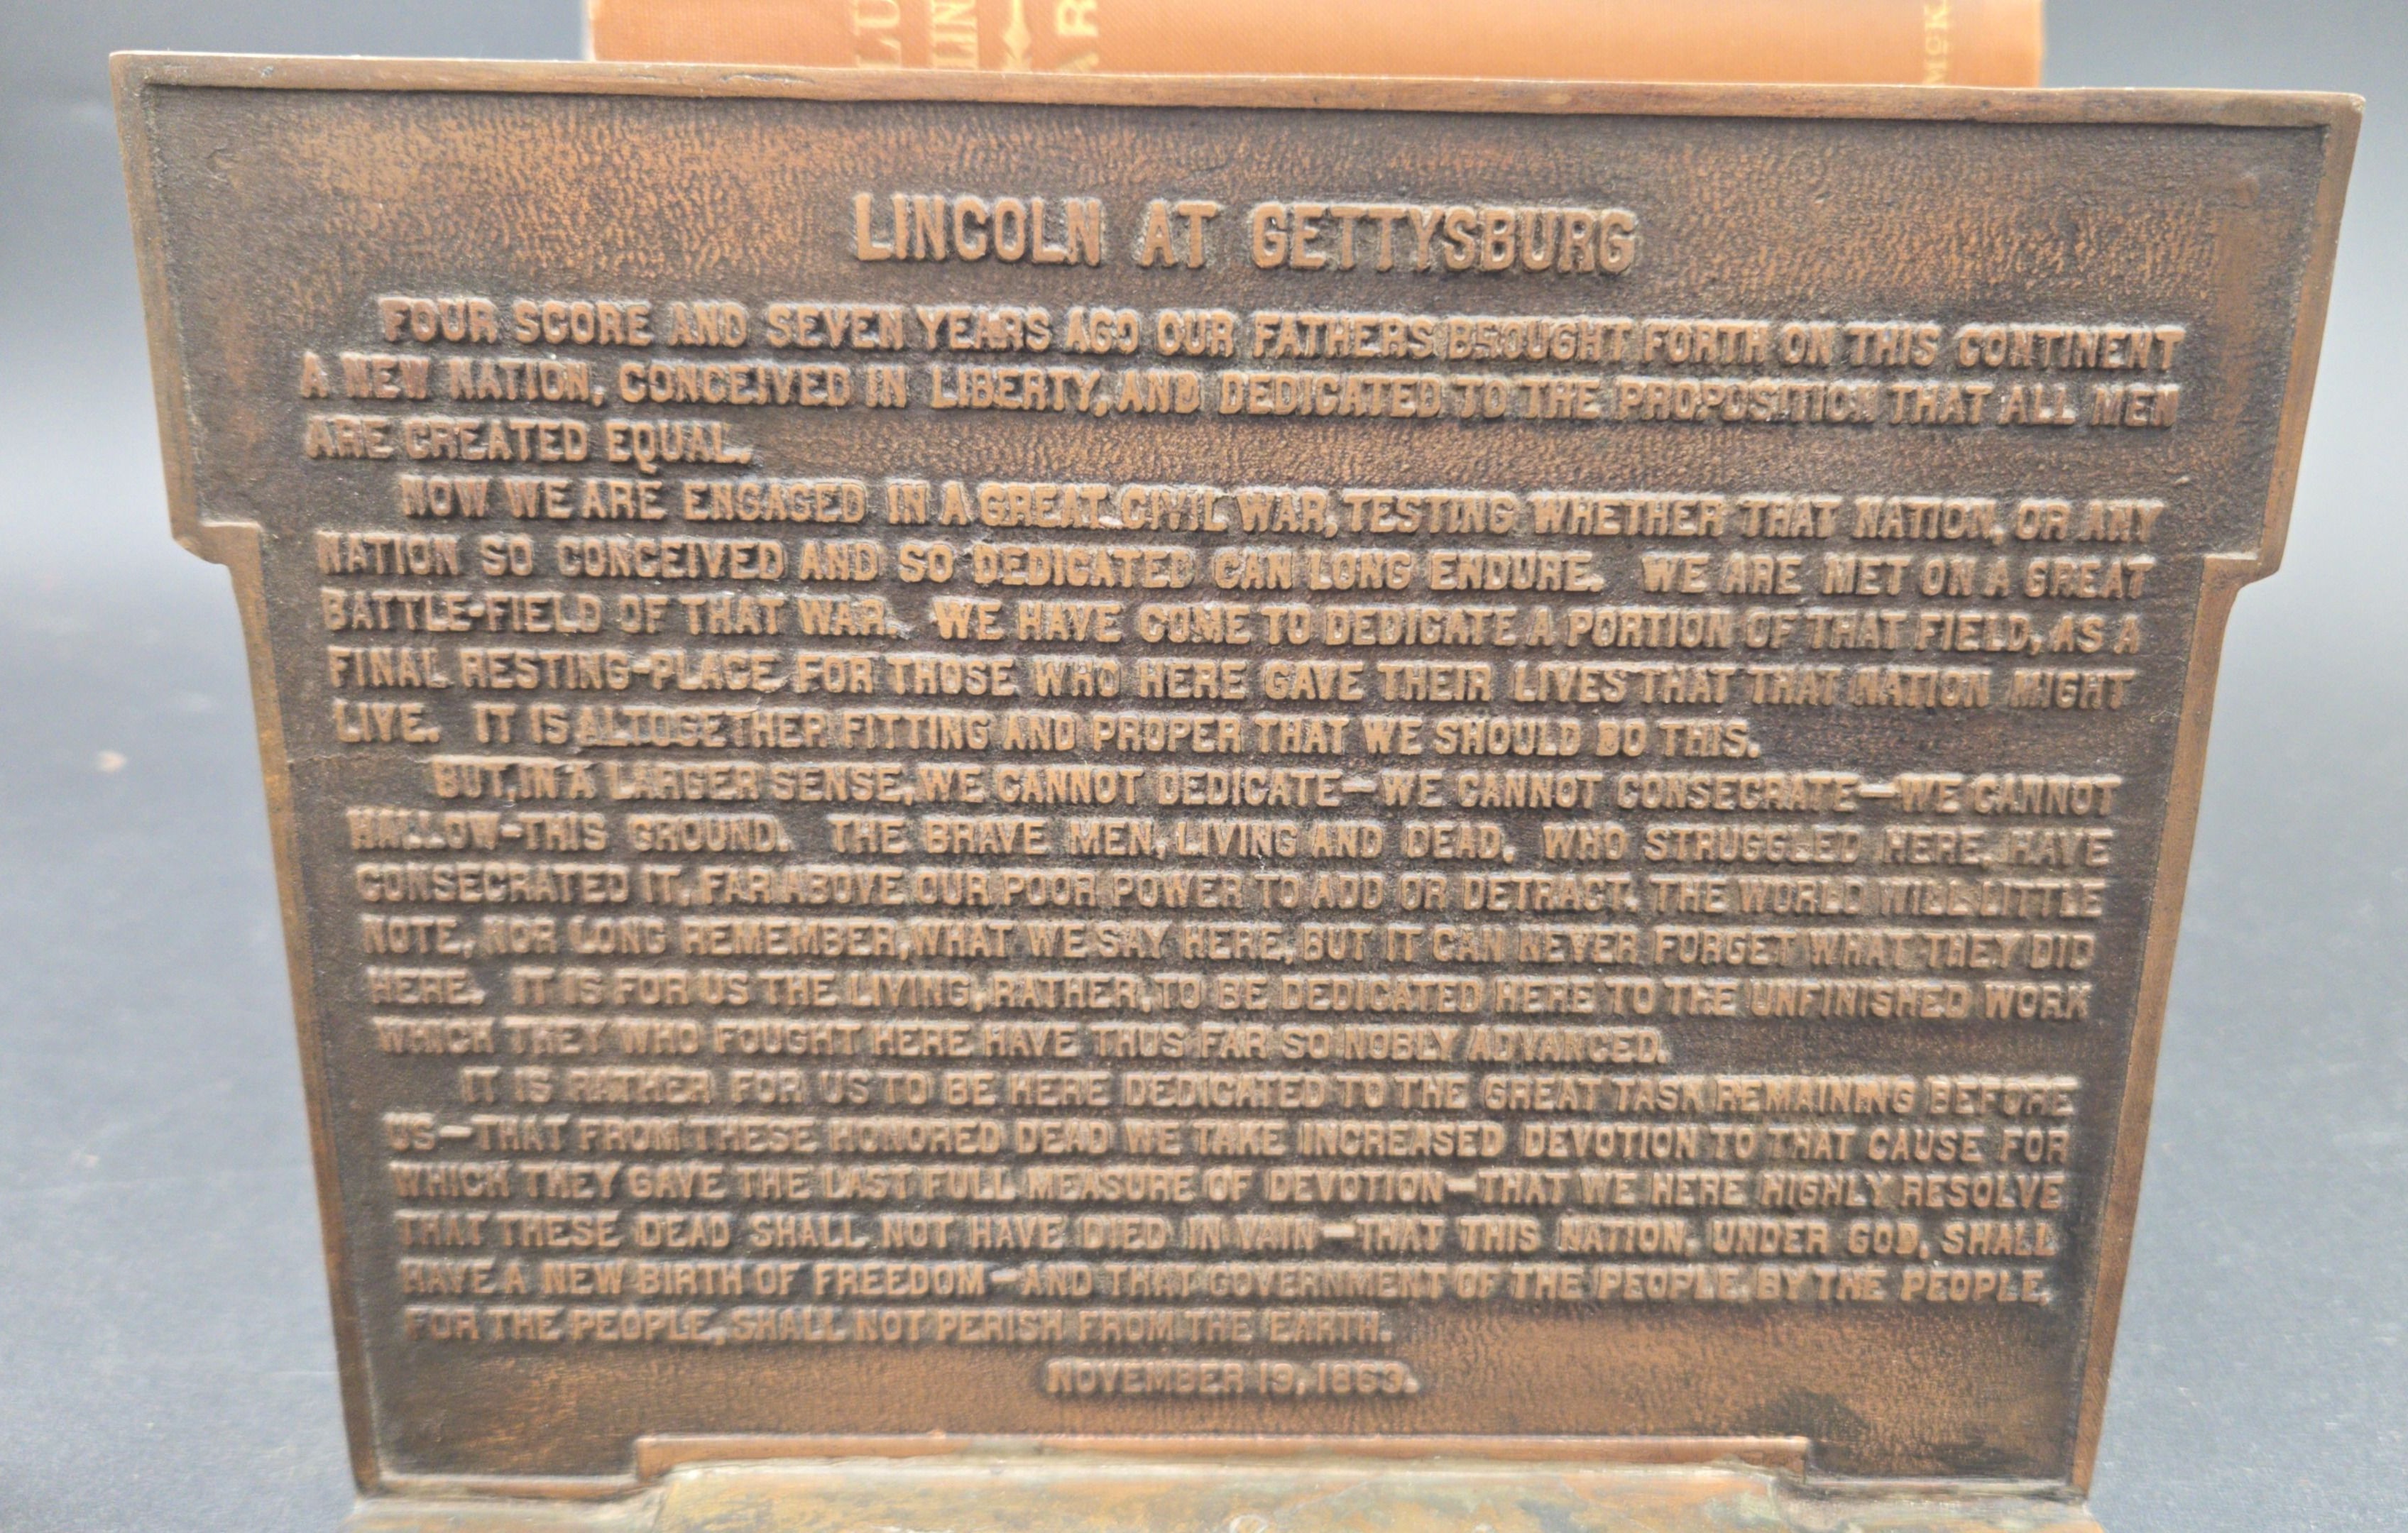 LINCOLN AT GETTYSBURG
FOUR SCORE AND SEVEN YEARS AGO OUR FATHERS BROUGHT FORTH ON THIS CONTINENT
A NEW NATION, CONCEIVED IN LIBERTY, AND DEDICATED TO THE PROPOSITION THAT ALL MEN
ARE CREATED EQUAL.
NOW WE ARE ENGAGED IN A GREAT CIVIL WAR, TESTING WHETHER THAT NATION, OR ANY
NATION SO CONCEIVED AND SO DEDICATED CAN LONG ENDURE. WE ARE MET ON A GREAT
BATTLE-FIELD OF THAT WAR. WE HAVE COME TO DEDICATE A PORTION OF THAT FIELD, AS A
FINAL RESTING-PLACE FOR THOSE WHO HERE GAVE THEIR LIVES THAT THAT NATION MIGHT
LIVE. IT IS ALTOGETHER FITTING AND PROPER THAT WE SHOULD DO THIS.
BUT, IN A LARGER SENSE, WE CANNOT DEDICATE—WE CANNOT CONSECRATE—WE CANNOT
HALLOW-THIS GROUND. THE BRAVE MEN, LIVING AND DEAD, WHO STRUGGLED HERE, HAVE
CONSECRATED IT, FAR ABOVE OUR POOR POWER TO ADD OR DETRACT. THE WORLD WILL LITTLE
NOTE, NOR LONG REMEMBER, WHAT WE SAY HERE, BUT IT CAN NEVER FORGET WHAT THEY DID
HERE. IT IS FOR US THE LIVING, RATHER, TO BE DEDICATED HERE TO THE UNFINISHED WORK
WHICH THEY WHO FOUGHT HERE HAVE THUS FAR SO NOBLY ADVANCED.
IT IS RATHER FOR US TO BE HERE DEDICATED TO THE GREAT TASK REMAINING BEFORE
US—THAT FROM THESE HONORED DEAD WE TAKE INCREASED DEVOTION TO THAT CAUSE FOR
WHICH THEY GAVE THE LAST FULL MEASURE OF DEVOTION—THAT WE HERE HIGHLY RESOLVE
THAT THESE DEAD SHALL NOT HAVE DIED IN VAIN—THAT THIS NATION, UNDER GOD, SHALL
HAVE A NEW BIRTH OF FREEDOM—AND THAT GOVERNMENT OF THE PEOPLE, BY THE PEOPLE,
FOR THE PEOPLE, SHALL NOT PERISH FROM THE EARTH.
NOVEMBER 19, 1863.